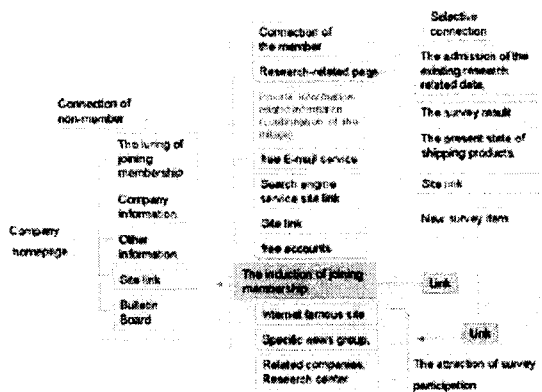 Company
homepage
Connection of
non-member
The luring of
joining
membership
Company
information
Other
information
Site link
Bulletin
Board
Connection of
the member
Research-related page
free E-mail service
Search engine
service site link
Site link
free accounts
The induction of joining
membership
Internet famous site
Specific news group,
Related companies,
Research center
Selective
connection
The admission of the
existing research
related data,
The survey result
The present state of
shipping products
Site link
New survey item
Link
Link
The attraction of survey
participation